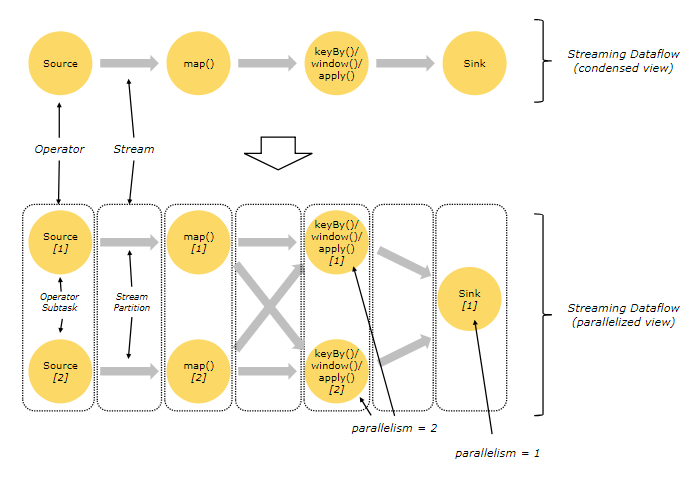 Source
map()
keyBy()/
window()/
apply()
Sink
Streaming Dataflow
(condensed view)
Operator
Stream
Source
[1]
map()
[1]
keyBy()/
window()/
apply()
[1]
Operator
Subtask
Stream
Partition
Sink
[1]
Streaming Dataflow
(parallelized view)
Source
[2]
map()
[2]
keyBy()/
window()/
apply()
[2]
parallelism = 2
parallelism = 1